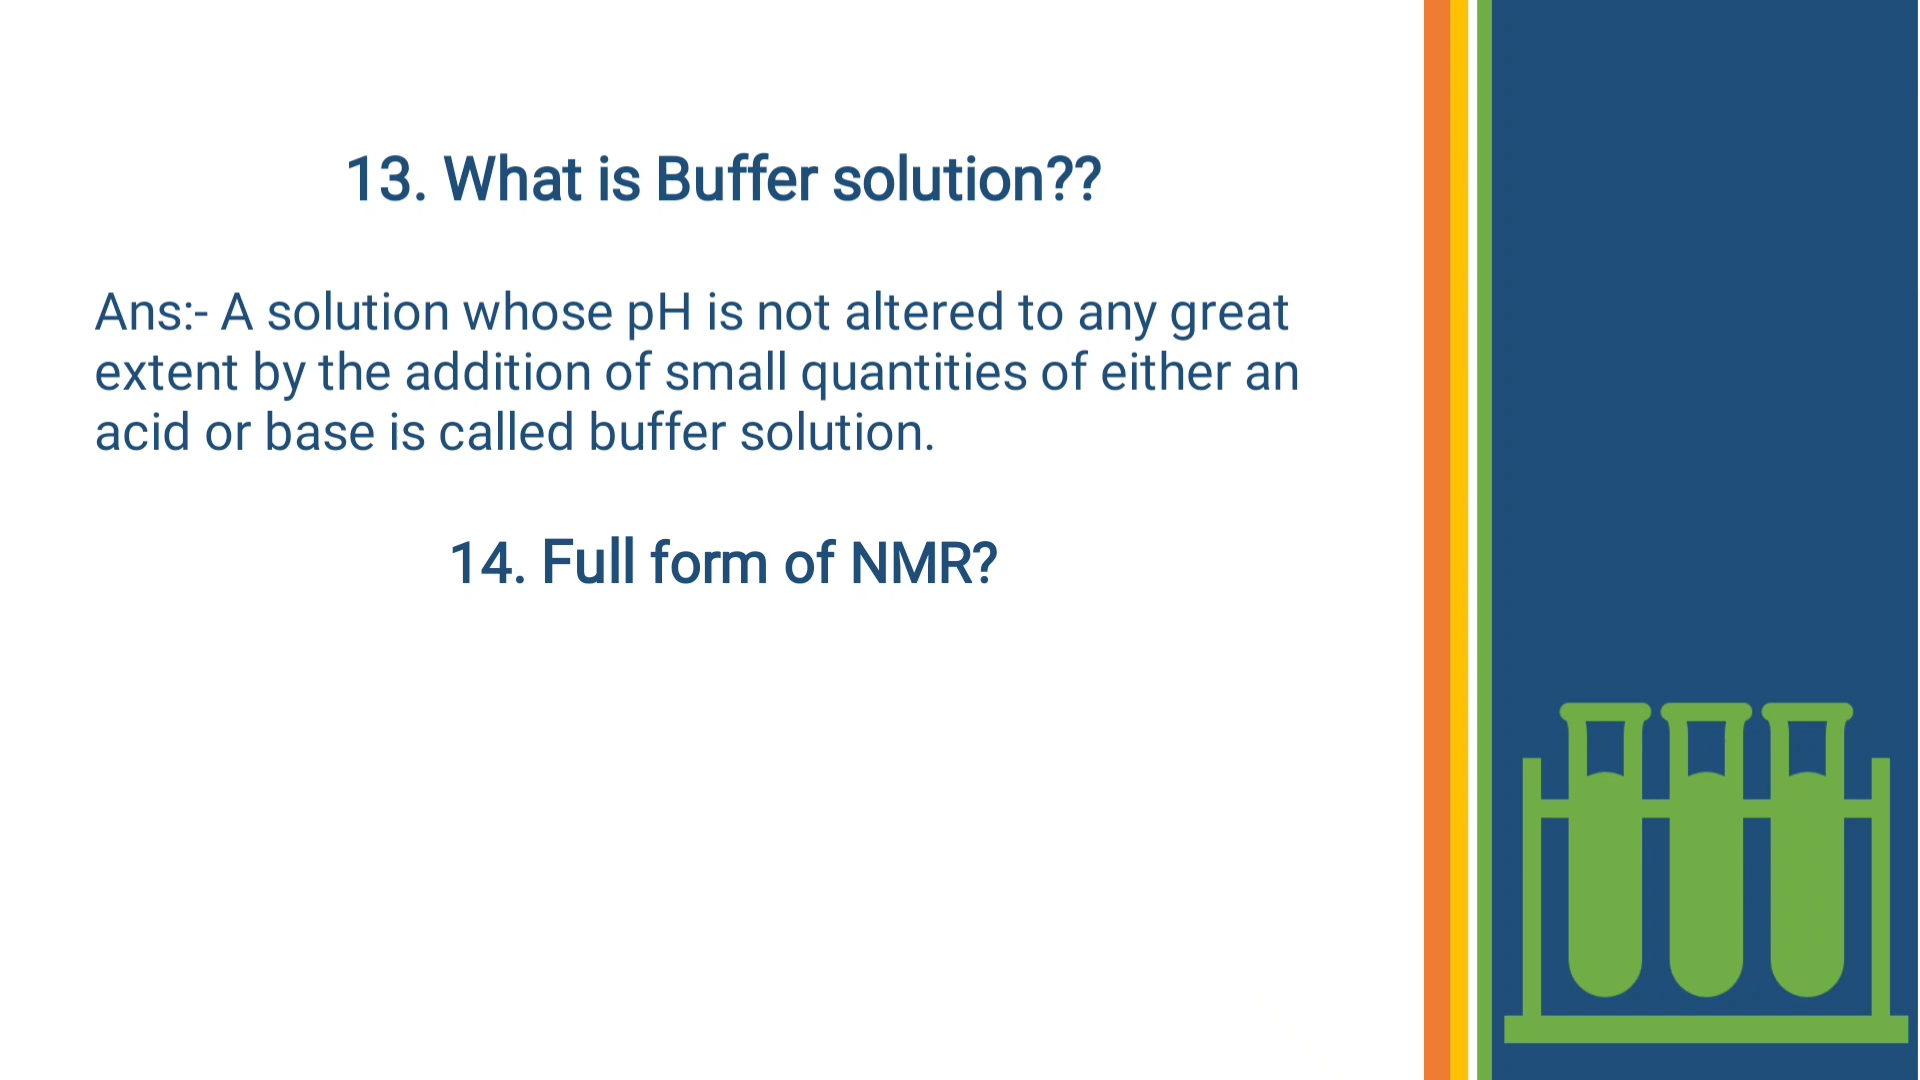 13. What is Buffer solution??
Ans:- A solution whose pH is not altered to any great
extent by the addition of small quantities of either an
acid or base is called buffer solution.
14. Full form of NMR?